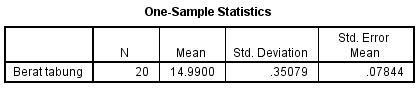 One-Sample Statistics
N Mean Std. Deviation Std. Error Mean
Berat tabung 20 14.9900 .35079 .07844